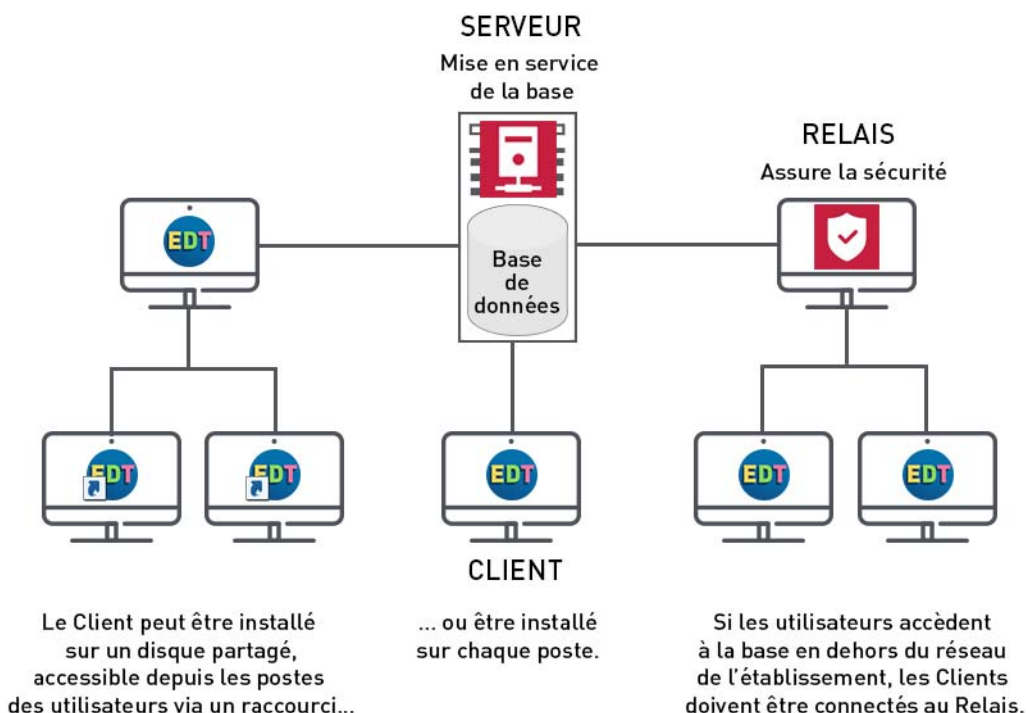 SERVEUR
Mise en service
de la base
RELAIS
Assure la sécurité
EDT
Base
de
données
EDT
EDT
EDT
EDT
EDT
CLIENT
Le Client peut être installé
sur un disque partagé,
accessible depuis les postes
des utilisateurs via un raccourci...
... ou être installé
sur chaque poste.
Si les utilisateurs accèdent
à la base en dehors du réseau
de l'établissement, les Clients
doivent être connectés au Relais.